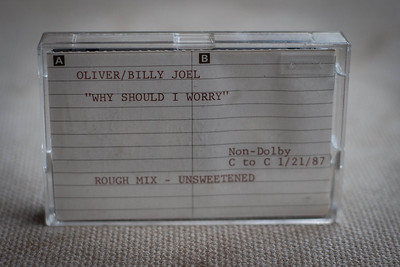 A B
OLIVER/BILLY JOEL
"WHY SHOULD I WORRY"
Non-Dolby
C to C 1/21/87
ROUGH MIX - UNSWEETENED